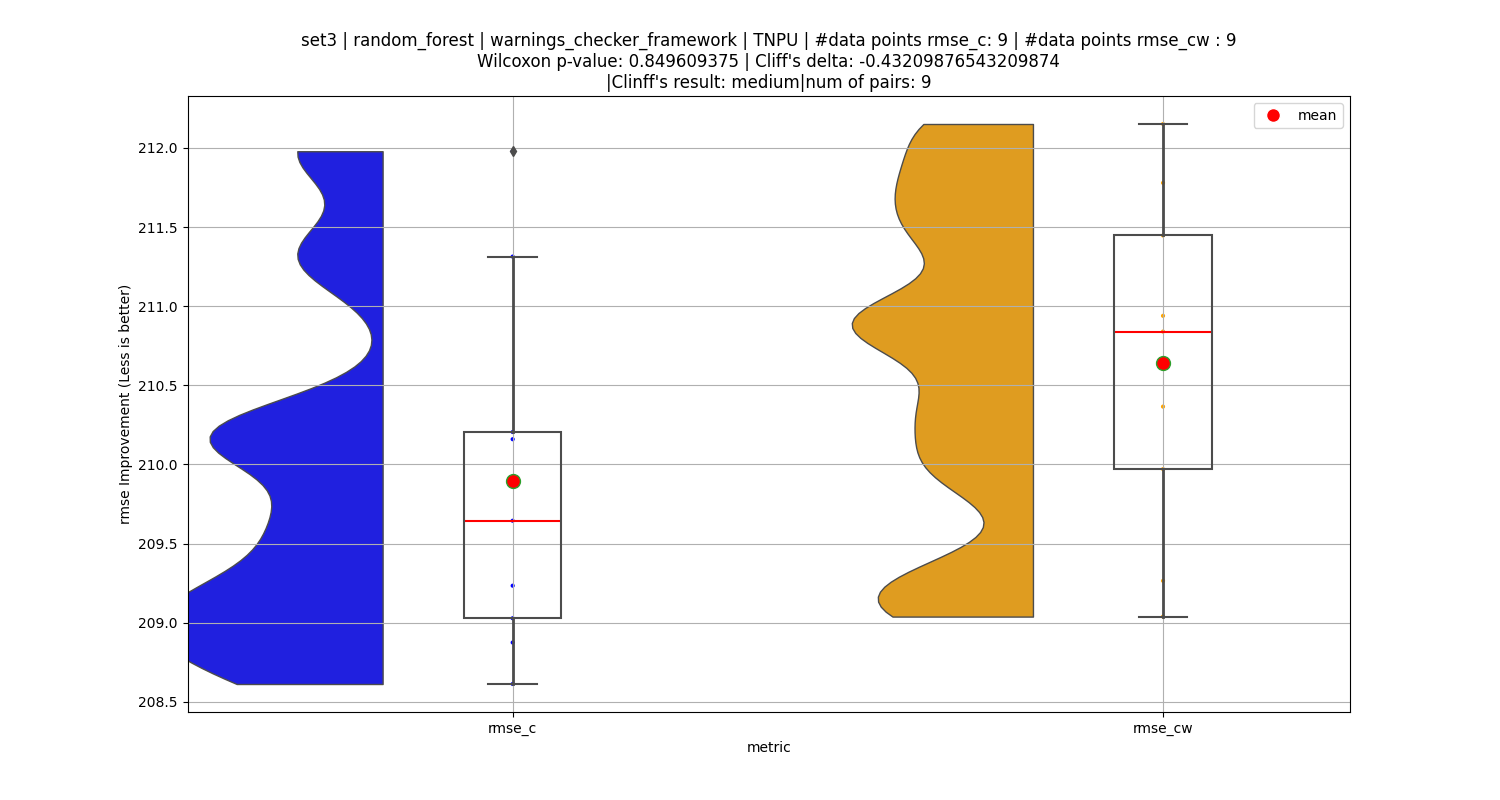 set3 | random_forest | warnings_checker_framework | TNPU | #data points rmse_c: 9 | #data points rmse_cw : 9
Wilcoxon p-value: 0.849609375 | Cliff's delta: -0.43209876543209874
|Clinff's result: medium|num of pairs: 9
mean
212.0
211.5
211.0
210.5
210.0
209.5
209.0
208.5
rmse Improvement (Less is better)
rmse_c
rmse_cw
metric